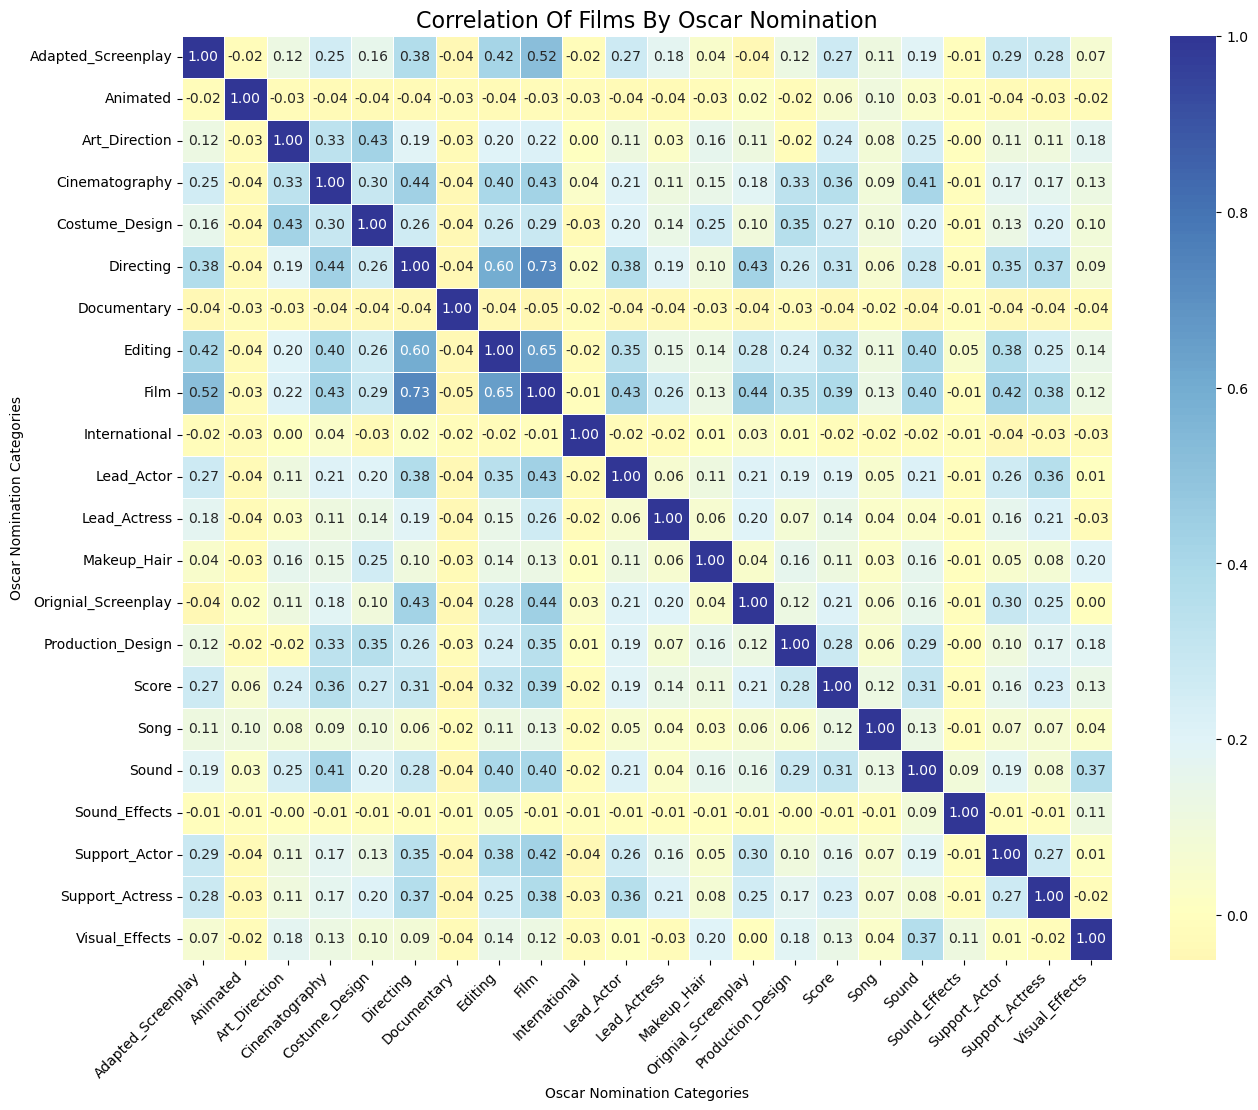 Correlation Of Films By Oscar Nomination
Adapted_Screenplay 1.00 -0.02 0.12 0.25 0.16 0.38 -0.04 0.42 0.52 -0.02 0.27 0.18 0.04 -0.04 0.12 0.27 0.11 0.19 -0.01 0.29 0.28 0.07
Animated -0.02 1.00 -0.03 -0.04 -0.04 -0.04 -0.03 -0.04 -0.03 -0.03 -0.04 -0.04 -0.03 0.02 -0.02 0.06 0.10 0.03 -0.01 -0.04 -0.03 -0.02
Art_Direction 0.12 -0.03 1.00 0.33 0.43 0.19 -0.03 0.20 0.22 0.00 0.11 0.03 0.16 0.11 -0.02 0.24 0.08 0.25 -0.00 0.11 0.11 0.18
Cinematography 0.25 -0.04 0.33 1.00 0.30 0.44 -0.04 0.40 0.43 0.04 0.21 0.11 0.15 0.18 0.33 0.36 0.09 0.41 -0.01 0.17 0.17 0.13
Costume_Design 0.16 -0.04 0.43 0.30 1.00 0.26 -0.04 0.26 0.29 -0.03 0.20 0.14 0.25 0.10 0.35 0.27 0.10 0.20 -0.01 0.13 0.20 0.10
Directing 0.38 -0.04 0.19 0.44 0.26 1.00 -0.04 0.60 0.73 0.02 0.38 0.19 0.10 0.43 0.26 0.31 0.06 0.28 -0.01 0.35 0.37 0.09
Documentary -0.04 -0.03 -0.03 -0.04 -0.04 -0.04 1.00 -0.04 -0.05 -0.02 -0.04 -0.04 -0.03 -0.04 -0.03 -0.04 -0.02 -0.04 -0.01 -0.04 -0.04 -0.04
Editing 0.42 -0.04 0.20 0.40 0.26 0.60 -0.04 1.00 0.65 -0.02 0.35 0.15 0.14 0.28 0.24 0.32 0.11 0.40 0.05 0.38 0.25 0.14
Film 0.52 -0.03 0.22 0.43 0.29 0.73 -0.05 0.65 1.00 -0.01 0.43 0.26 0.13 0.44 0.35 0.39 0.13 0.40 -0.01 0.42 0.38 0.12
International -0.02 -0.03 0.00 0.04 -0.03 0.02 -0.02 -0.02 -0.01 1.00 -0.02 -0.02 0.01 0.03 0.01 -0.02 -0.02 -0.02 -0.01 -0.04 -0.03 -0.03
Lead_Actor 0.27 -0.04 0.11 0.21 0.20 0.38 -0.04 0.35 0.43 -0.02 1.00 0.06 0.11 0.21 0.19 0.19 0.05 0.21 -0.01 0.26 0.36 0.01
Lead_Actress 0.18 -0.04 0.03 0.11 0.14 0.19 -0.04 0.15 0.26 -0.02 0.06 1.00 0.06 0.20 0.07 0.14 0.04 0.04 -0.01 0.16 0.21 -0.03
Makeup_Hair 0.04 -0.03 0.16 0.15 0.25 0.10 -0.03 0.14 0.13 0.01 0.11 0.06 1.00 0.04 0.16 0.11 0.03 0.16 -0.01 0.05 0.08 0.20
Orignial_Screenplay -0.04 0.02 0.11 0.18 0.10 0.43 -0.04 0.28 0.44 0.03 0.21 0.20 0.04 1.00 0.12 0.21 0.06 0.16 -0.01 0.30 0.25 0.00
Production_Design 0.12 -0.02 -0.02 0.33 0.35 0.26 -0.03 0.24 0.35 0.01 0.19 0.07 0.16 0.12 1.00 0.28 0.06 0.29 -0.00 0.10 0.17 0.18
Score 0.27 0.06 0.24 0.36 0.27 0.31 -0.04 0.32 0.39 -0.02 0.19 0.14 0.11 0.21 0.28 1.00 0.12 0.31 -0.01 0.16 0.23 0.13
Song 0.11 0.10 0.08 0.09 0.10 0.06 -0.02 0.11 0.13 -0.02 0.05 0.04 0.03 0.06 0.06 0.12 1.00 0.13 -0.01 0.07 0.07 0.04
Sound 0.19 0.03 0.25 0.41 0.20 0.28 -0.04 0.40 0.40 -0.02 0.21 0.04 0.16 0.16 0.29 0.31 0.13 1.00 0.09 0.19 0.08 0.37
Sound_Effects -0.01 -0.01 -0.00 -0.01 -0.01 -0.01 -0.01 0.05 -0.01 -0.01 -0.01 -0.01 -0.01 -0.01 -0.00 -0.01 -0.01 0.09 1.00 -0.01 -0.01 0.11
Support_Actor 0.29 -0.04 0.11 0.17 0.13 0.35 -0.04 0.38 0.42 -0.04 0.26 0.16 0.05 0.30 0.10 0.16 0.07 0.19 -0.01 1.00 0.27 0.01
Support_Actress 0.28 -0.03 0.11 0.17 0.20 0.37 -0.04 0.25 0.38 -0.03 0.36 0.21 0.08 0.25 0.17 0.23 0.07 0.08 -0.01 0.27 1.00 -0.02
Visual_Effects 0.07 -0.02 0.18 0.13 0.10 0.09 -0.04 0.14 0.12 -0.03 0.01 -0.03 0.20 0.00 0.18 0.13 0.04 0.37 0.11 0.01 -0.02 1.00
Oscar Nomination Categories
Adapted_Screenplay
Animated
Art_Direction
Cinematography
Costume_Design
Directing
Documentary
Editing
Film
International
Lead_Actor
Lead_Actress
Makeup_Hair
Orignial_Screenplay
Production_Design
Score
Song
Sound
Sound_Effects
Support_Actor
Support_Actress
Visual_Effects
Oscar Nomination Categories
1.0
0.8
0.6
0.4
0.2
0.0